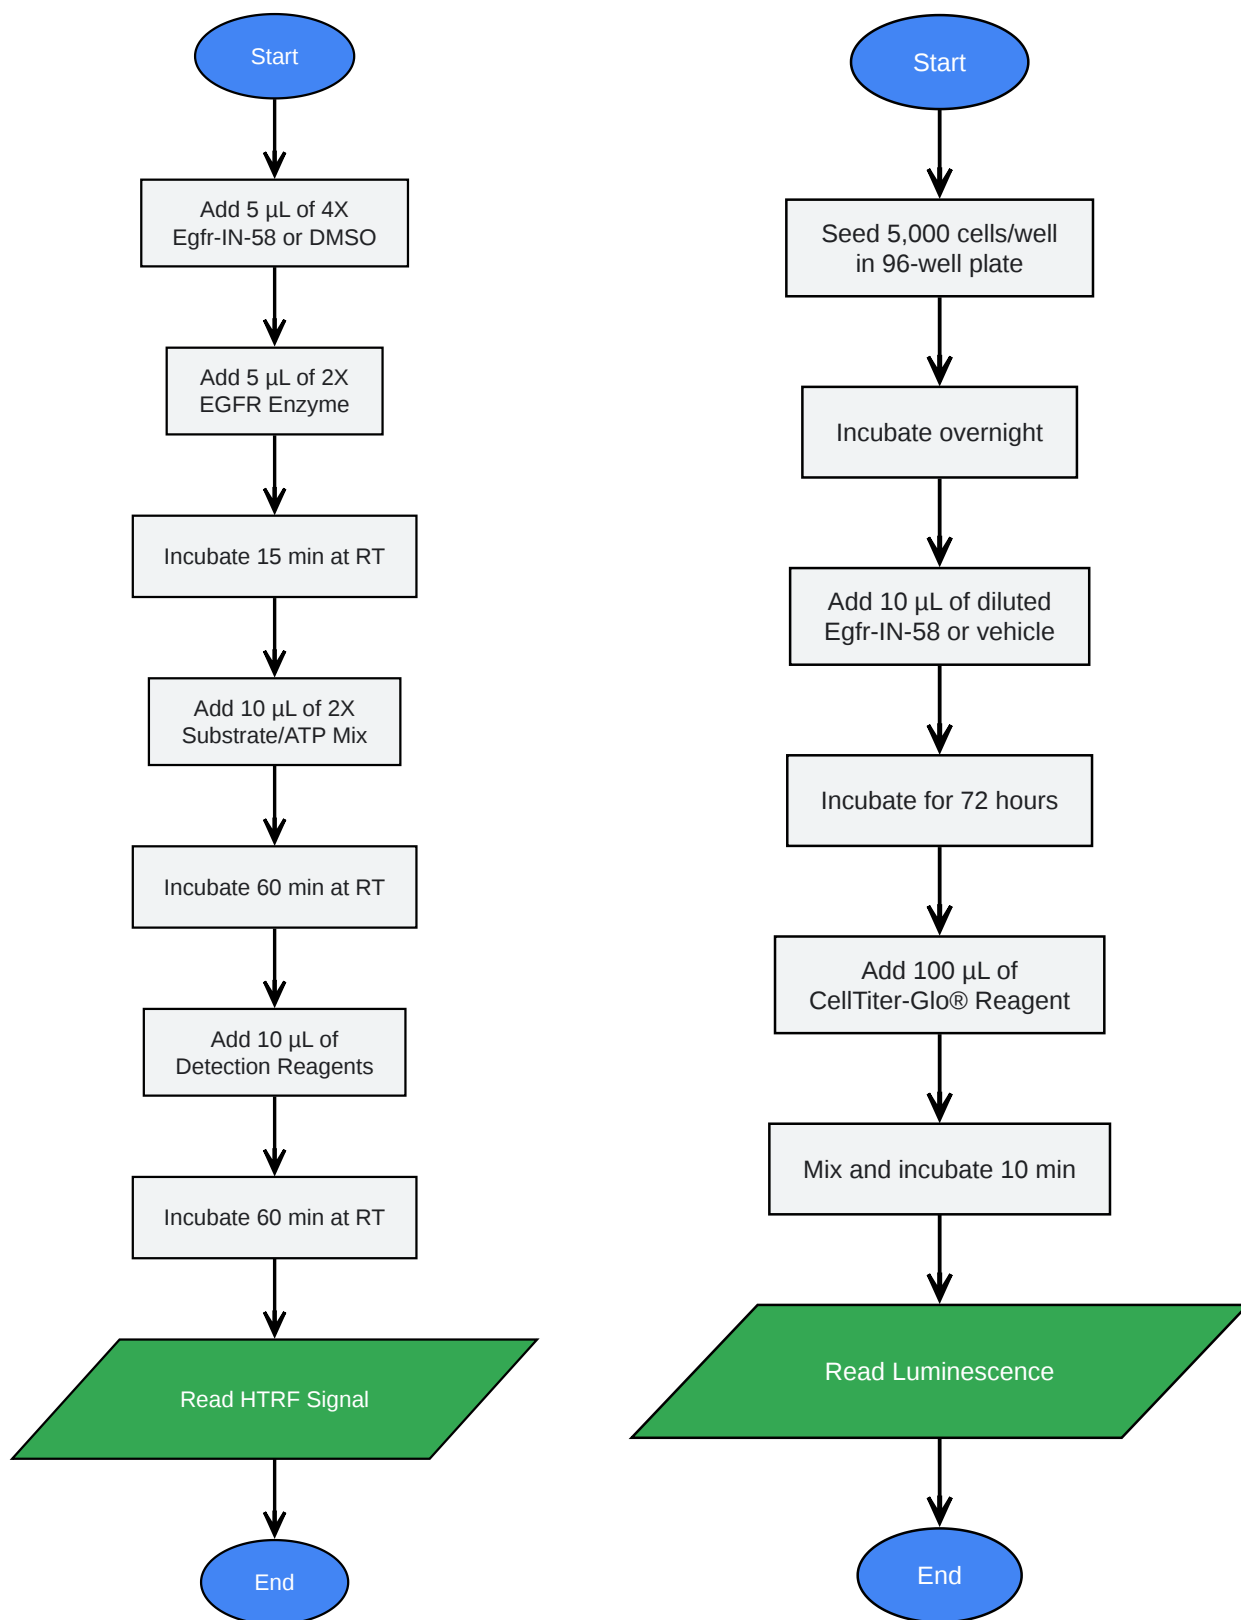 Start
Add 5 µL of 4X
Egfr-IN-58 or DMSO
Add 5 µL of 2X
EGFR Enzyme
Incubate 15 min at RT
Add 10 µL of 2X
Substrate/ATP Mix
Incubate 60 min at RT
Add 10 µL of
Detection Reagents
Incubate 60 min at RT
Read HTRF Signal
End
Start
Seed 5,000 cells/well
in 96-well plate
Incubate overnight
Add 10 µL of diluted
Egfr-IN-58 or vehicle
Incubate for 72 hours
Add 100 µL of
CellTiter-Glo® Reagent
Mix and incubate 10 min
Read Luminescence
End